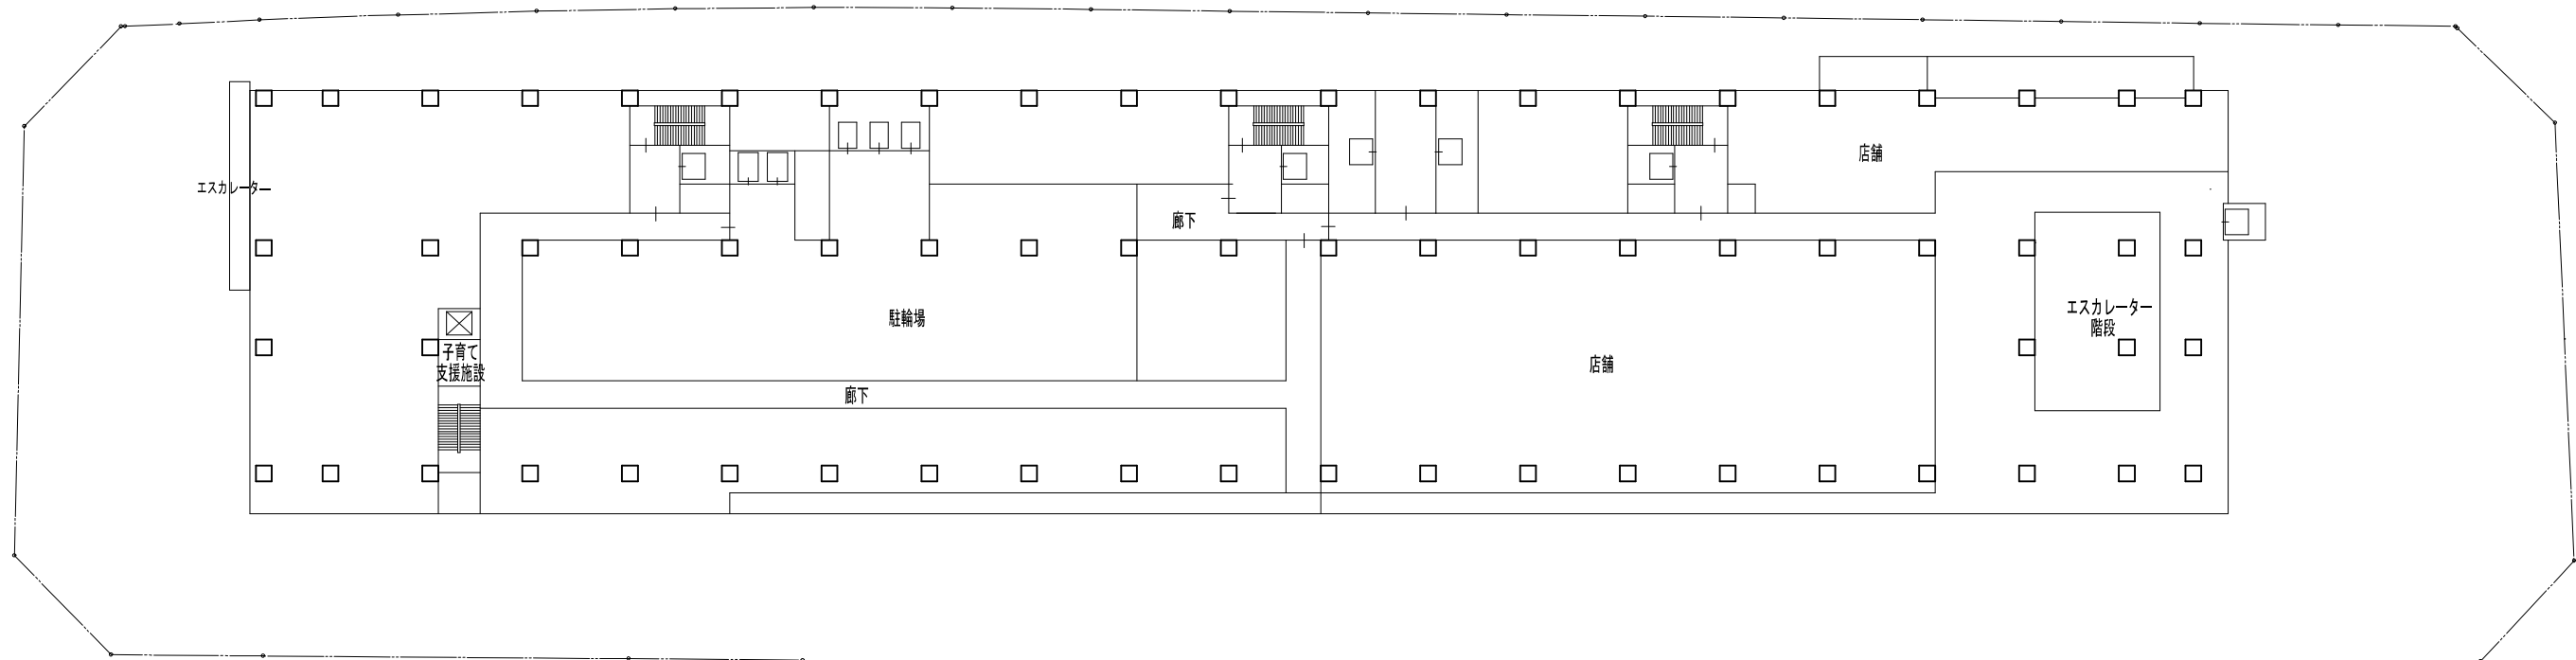 店舗
エスカレーター
廊下
エスカレーター
階段
駐輪場
子育て
支援施設
店舗
廊下